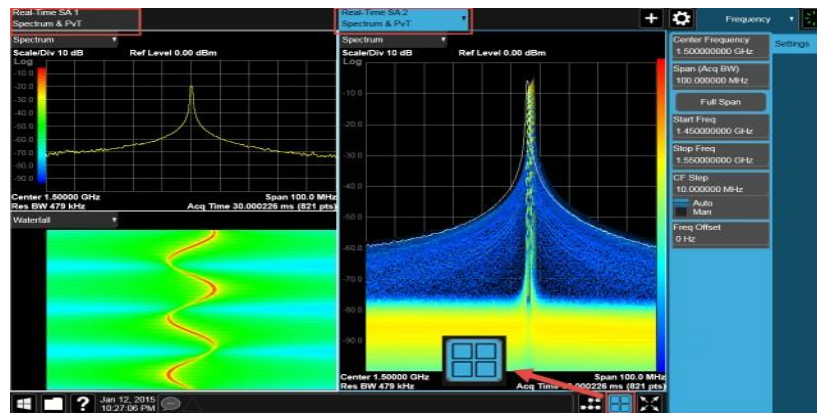 Real-Time SA 1
Spectrum & PvT
Spectrum
Scale/Div 10 dB
Ref Level 0.00 dBm
Log
-10.0
-20.0
-30.0
-40.0
-50.0
-60.0
-70.0
-80.0
-90.0
Center 1.50000 GHz
Span 100.0 MHz
Res BW 479 kHz
Acq Time 30.000226 ms (821 pts)
Waterfall
Real-Time SA 2
Spectrum & PvT
Spectrum
Scale/Div 10 dB
Ref Level 0.00 dBm
Log
-10.0
-20.0
-30.0
-40.0
-50.0
-60.0
-70.0
-80.0
-90.0
Center 1.50000 GHz
Span 100.0 MHz
Res BW 479 kHz
Acq Time 000226 ms (821 pts)
Frequency
Settings
Center Frequency
1.500000000 GHz
Span (Acq BW)
100.000000 MHz
Full Span
Start Freq
1.450000000 GHz
Stop Freq
1.550000000 GHz
CF Step
10.000000 MHz
Auto
Man
Freq Offset
0 Hz
?
Jan 12, 2015
10:27:06 PM